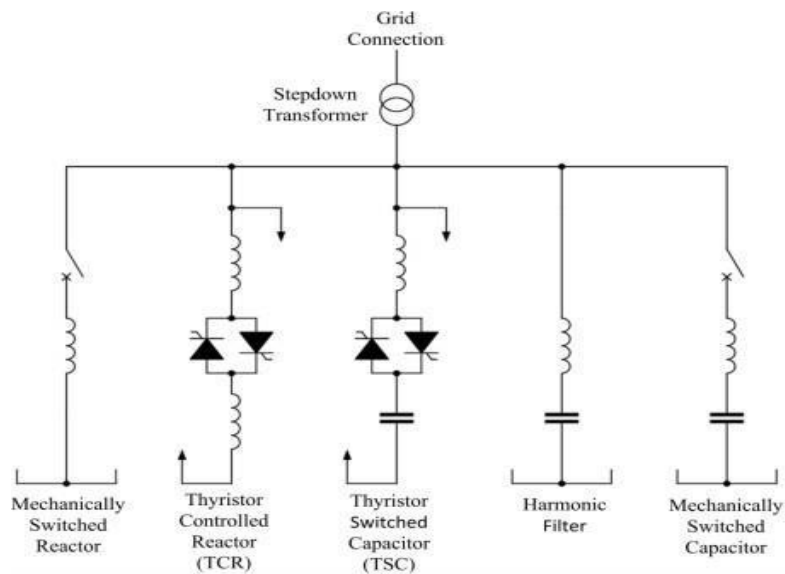 Grid
Connection
Stepdown
Transformer
Mechanically
Switched
Reactor
Thyristor
Controlled
Reactor
(TCR)
Thyristor
Switched
Capacitor
(TSC)
Harmonic
Filter
Mechanically
Switched
Capacitor